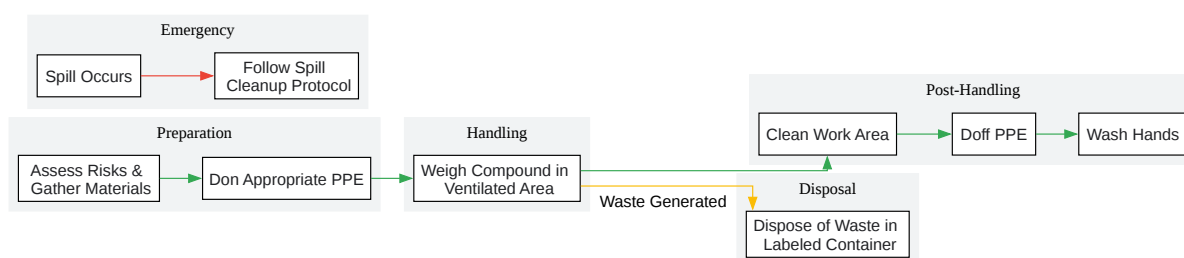 Emergency
Spill Occurs
Follow Spill
Cleanup Protocol
Preparation
Assess Risks &
Gather Materials
Don Appropriate PPE
Handling
Weigh Compound in
Ventilated Area
Waste Generated
Post-Handling
Clean Work Area
Doff PPE
Wash Hands
Disposal
Dispose of Waste in
Labeled Container